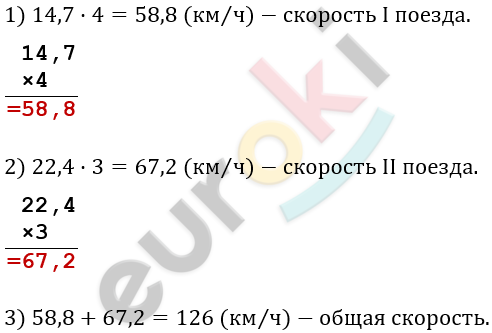 1) 14,7 · 4 = 58,8 (км/ч) − скорость I поезда.
14,7
×4
=58,8
2) 22,4 · 3 = 67,2 (км/ч) − скорость II поезда.
22,4
×3
=67,2
3) 58,8 + 67,2 = 126 (км/ч) − общая скорость.
euroki